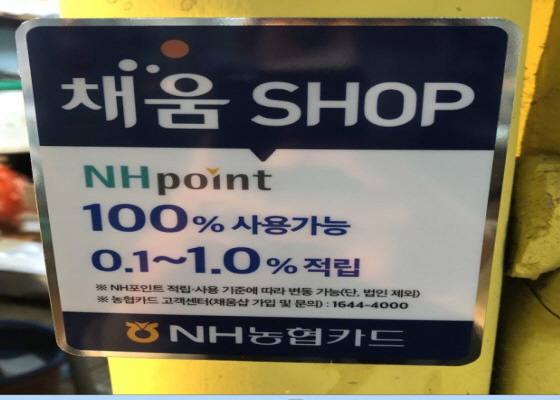 채움 SHOP
NHpoint
100% 사용가능
0.1~1.0% 적립
※ NH포인트 적립·사용 기준에 따라 변동 가능(단, 법인 제외)
※ 농협카드 고객센터(채움샵 가입 및 문의) : 1644-4000
NH농협카드